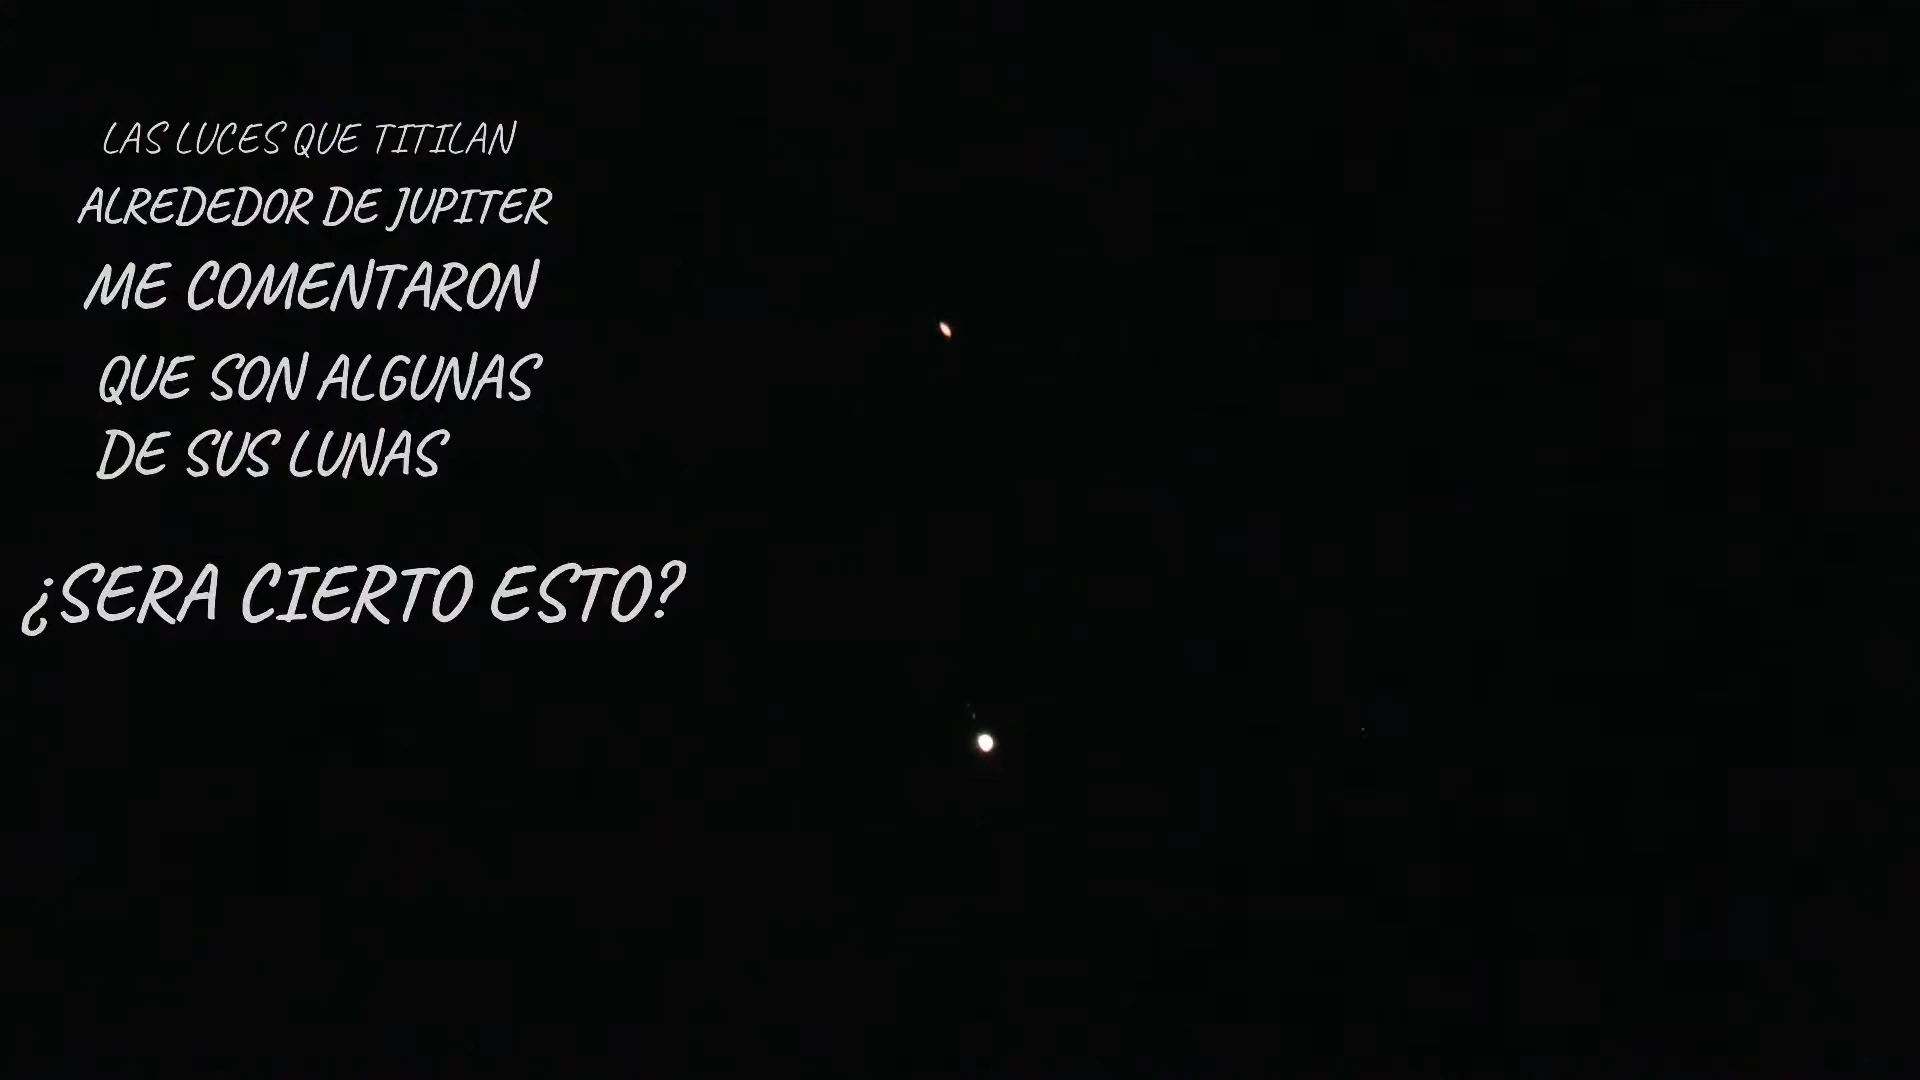 LAS LUCES QUE TITILAN
ALREDEDOR DE JUPITER
ME COMENTARON
QUE SON ALGUNAS
DE SUS LUNAS
¿SERA CIERTO ESTO?